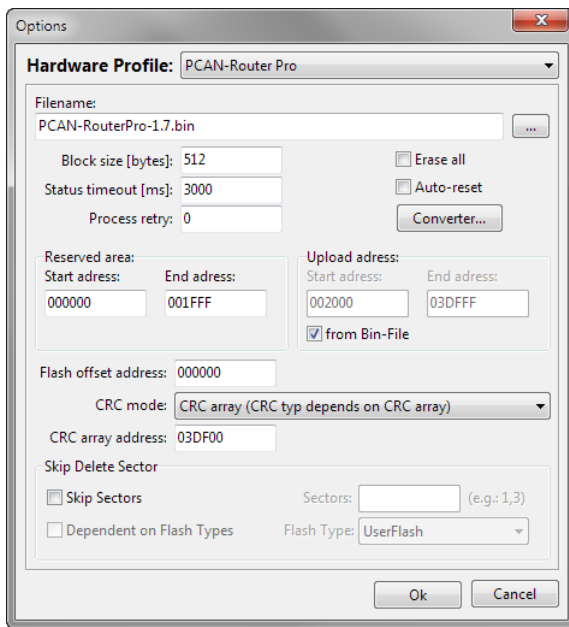 Options
Hardware Profile: PCAN-Router Pro
Filename:
PCAN-RouterPro-1.7.bin ...
Block size [bytes]: 512 Erase all
Status timeout [ms]: 3000 Auto-reset
Process retry: 0 Converter...
Reserved area: Upload adress:
Start adress: End adress: Start adress: End adress:
000000 001FFF 002000 03DFFF
from Bin-File
Flash offset address: 000000
CRC mode: CRC array (CRC typ depends on CRC array)
CRC array address: 03DF00
Skip Delete Sector
Skip Sectors Sectors: (e.g.: 1,3)
Dependent on Flash Types Flash Type: UserFlash
Ok Cancel